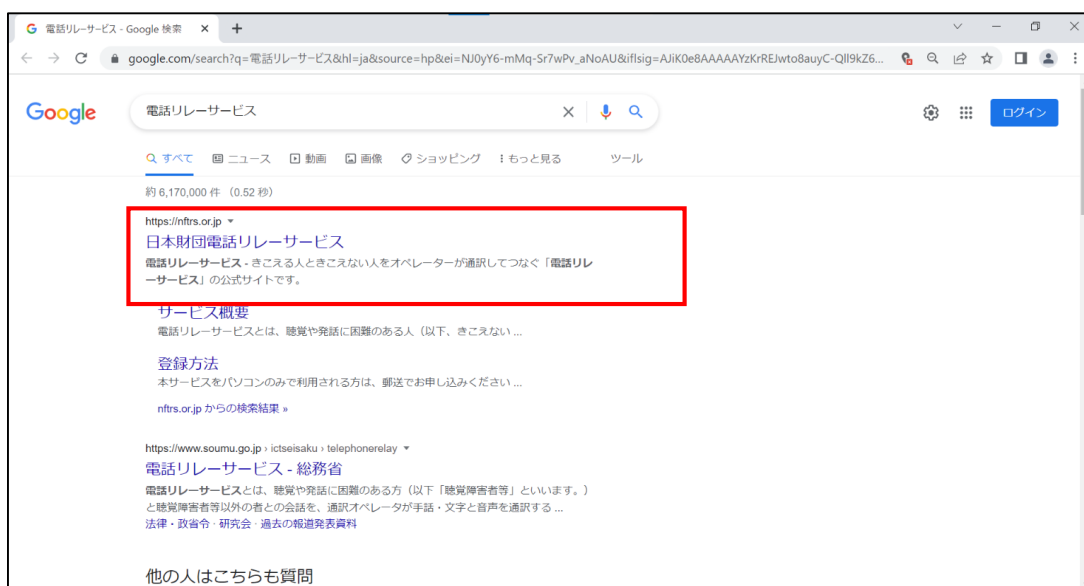 電話リレーサービス - Google 検索
google.com/search?q=電話リレーサービス&hl=ja&source=hp&ei=NJ0yY6-mMq-Sr7wPv_aNoAU&iflsig=AJiK0e8AAAAAYzKrREJwto8auyC-Qll9kZ6...
Google
電話リレーサービス
ログイン
すべて ニュース 動画 画像 ショッピング もっと見る ツール
約 6,170,000 件 （0.52 秒）
https://nftrs.or.jp
日本財団電話リレーサービス
電話リレーサービス - きこえる人ときこえない人をオペレーターが通訳してつなぐ「電話リレ
ーサービス」の公式サイトです。
サービス概要
電話リレーサービスとは、聴覚や発話に困難のある人（以下、きこえない ...
登録方法
本サービスをパソコンのみで利用される方は、郵送でお申し込みください ...
nftrs.or.jp からの検索結果 »
https://www.soumu.go.jp › ictseisaku › telephonerelay
電話リレーサービス - 総務省
電話リレーサービスとは、聴覚や発話に困難のある方（以下「聴覚障害者等」といいます。）
と聴覚障害者等以外の者との会話を、通訳オペレータが手話・文字と音声を通訳する ...
法律・政省令 · 研究会 · 過去の報道発表資料
他の人はこちらも質問